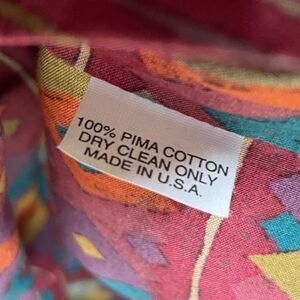 100% PIMA COTTON
DRY CLEAN ONLY
MADE IN U.S.A.